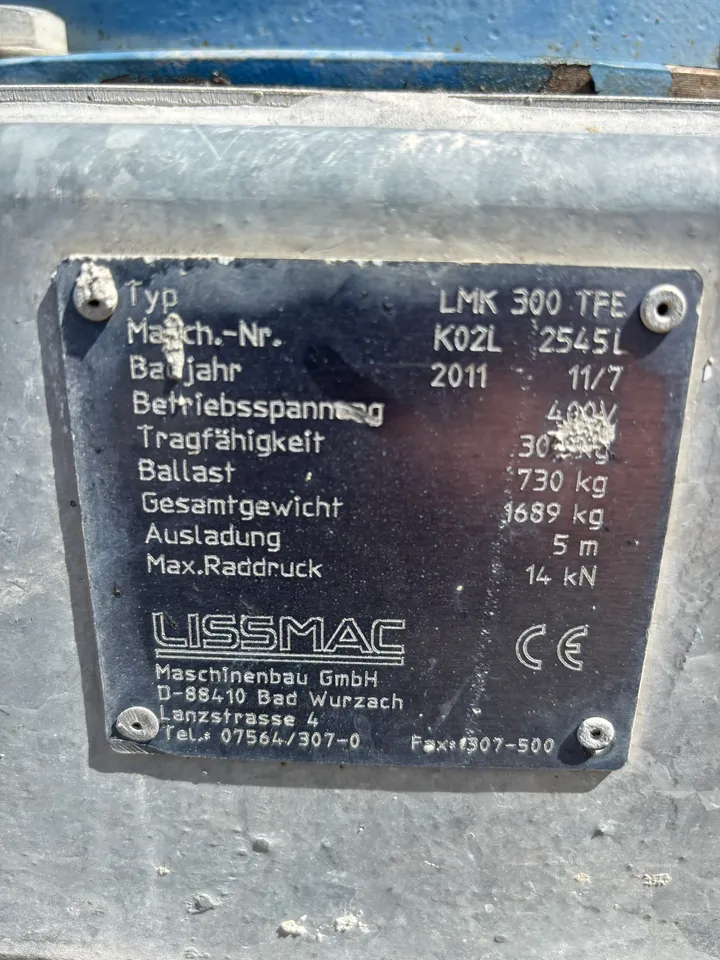 Typ LMK 300 TFE
Masch.-Nr. K02L 2545L
Baujahr 2011 11/7
Betriebsspannung 400V
Tragfähigkeit kg
Ballast 730 kg
Gesamtgewicht 1689 kg
Ausladung 5 m
Max.Raddruck 14 kN
LISSMAC CE
Maschinenbau GmbH
D-88410 Bad Wurzach
Lanzstrasse 4
Tel.: 07564/307-0 Fax: 307-500